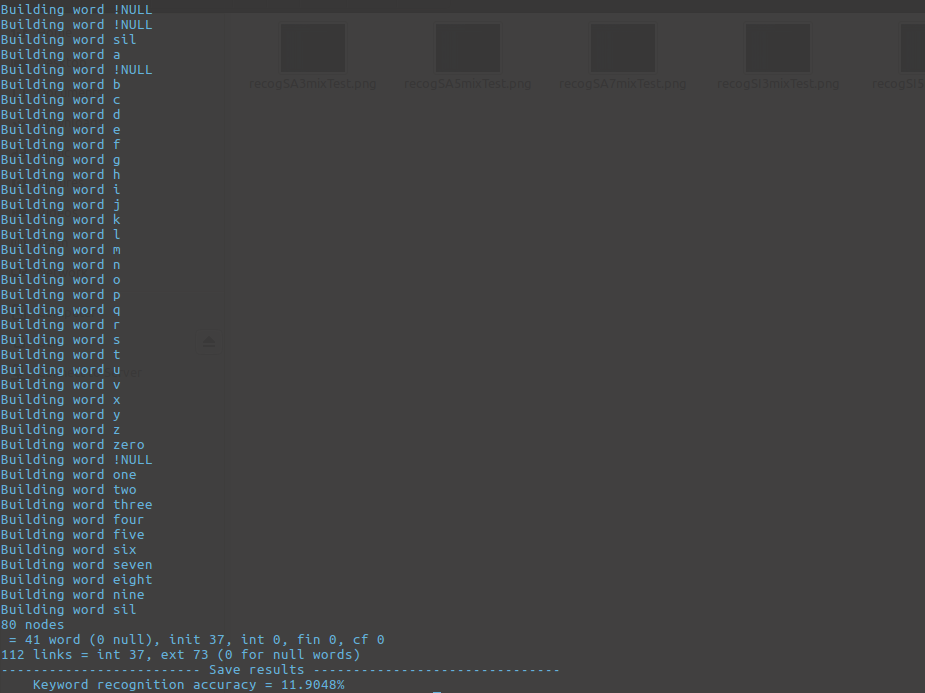 Building word !NULL
Building word !NULL
Building word sil
Building word a
Building word !NULL
Building word b
Building word c
Building word d
Building word e
Building word f
Building word g
Building word h
Building word i
Building word j
Building word k
Building word l
Building word m
Building word n
Building word o
Building word p
Building word q
Building word r
Building word s
Building word t
Building word u
Building word v
Building word x
Building word y
Building word z
Building word zero
Building word !NULL
Building word one
Building word two
Building word three
Building word four
Building word five
Building word six
Building word seven
Building word eight
Building word nine
Building word sil
80 nodes
= 41 word (0 null), init 37, int 0, fin 0, cf 0
112 links = int 37, ext 73 (0 for null words)
------------------------- Save results -------------------------------
Keyword recognition accuracy = 11.9048%
recogSA3mixTest.png recogSA5mixTest.png recogSA7mixTest.png recogSI3mixTest.png